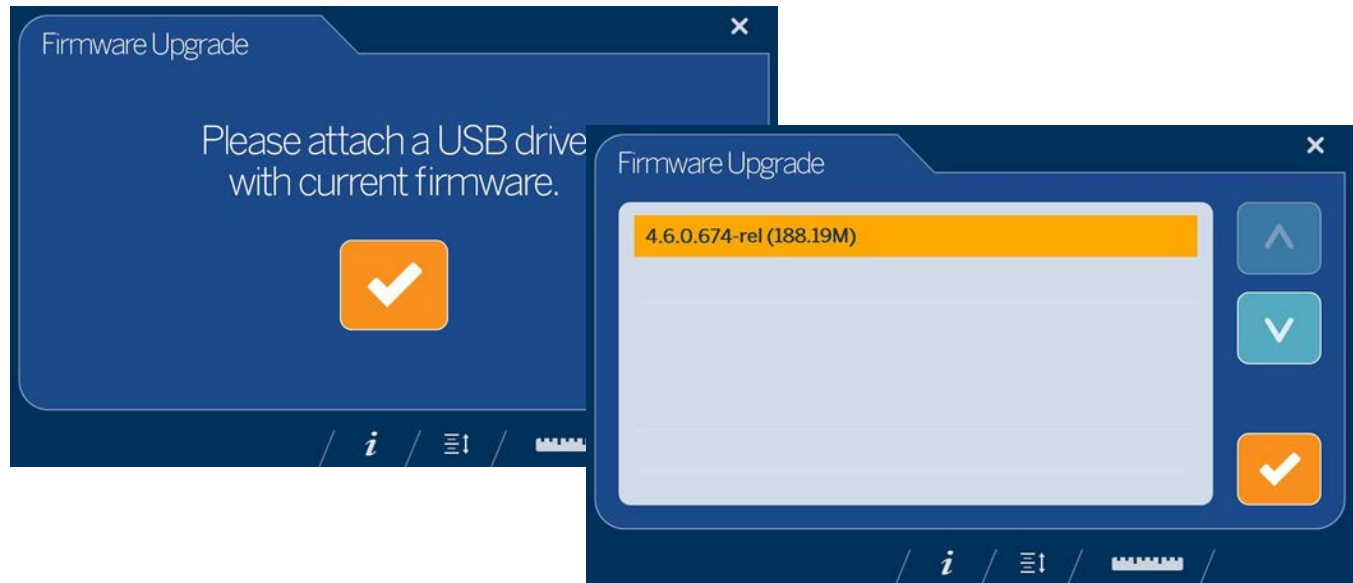 Firmware Upgrade
Please attach a USB drive
with current firmware.
i
Firmware Upgrade
4.6.0.674-rel (188.19M)
i